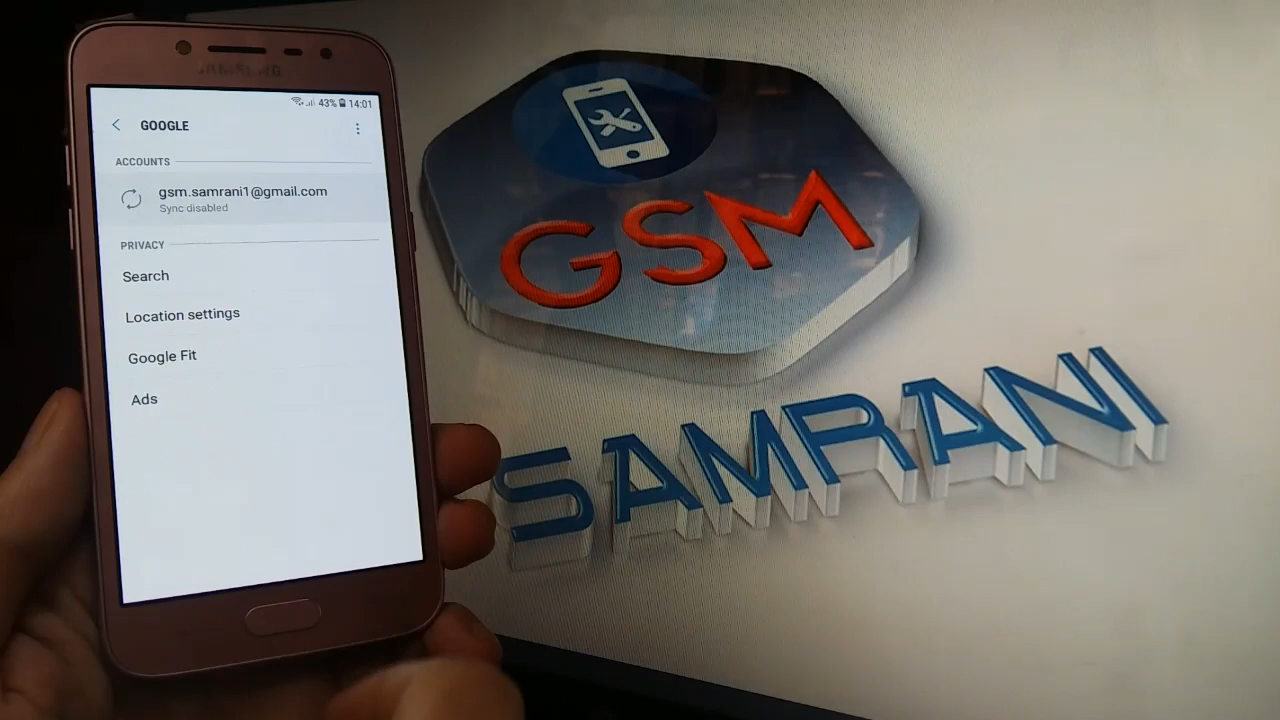 SAMSUNG
43% 14:01
GOOGLE
ACCOUNTS
gsm.samrani1@gmail.com
Sync disabled
PRIVACY
Search
Location settings
Google Fit
Ads
GSM
SAMRANI